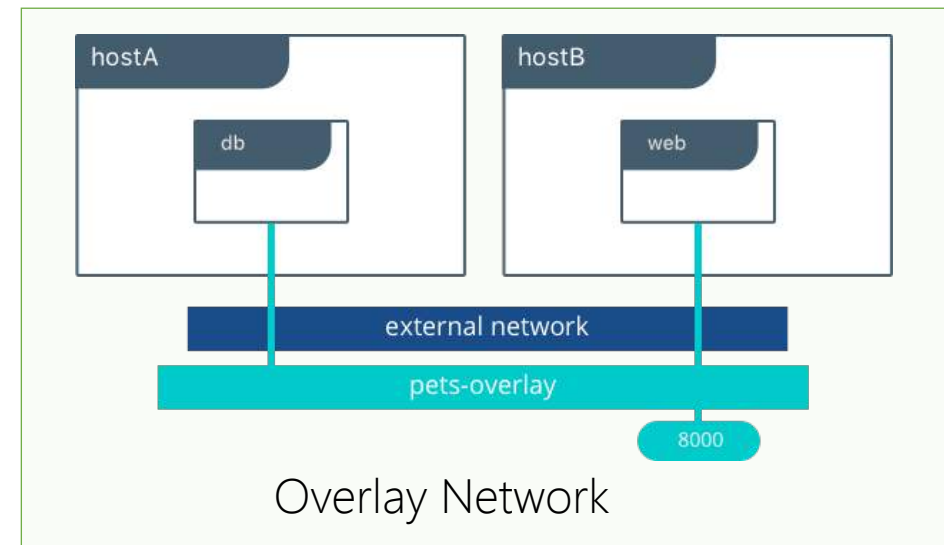 hostA
hostB
db
web
external network
pets-overlay
8000
Overlay Network